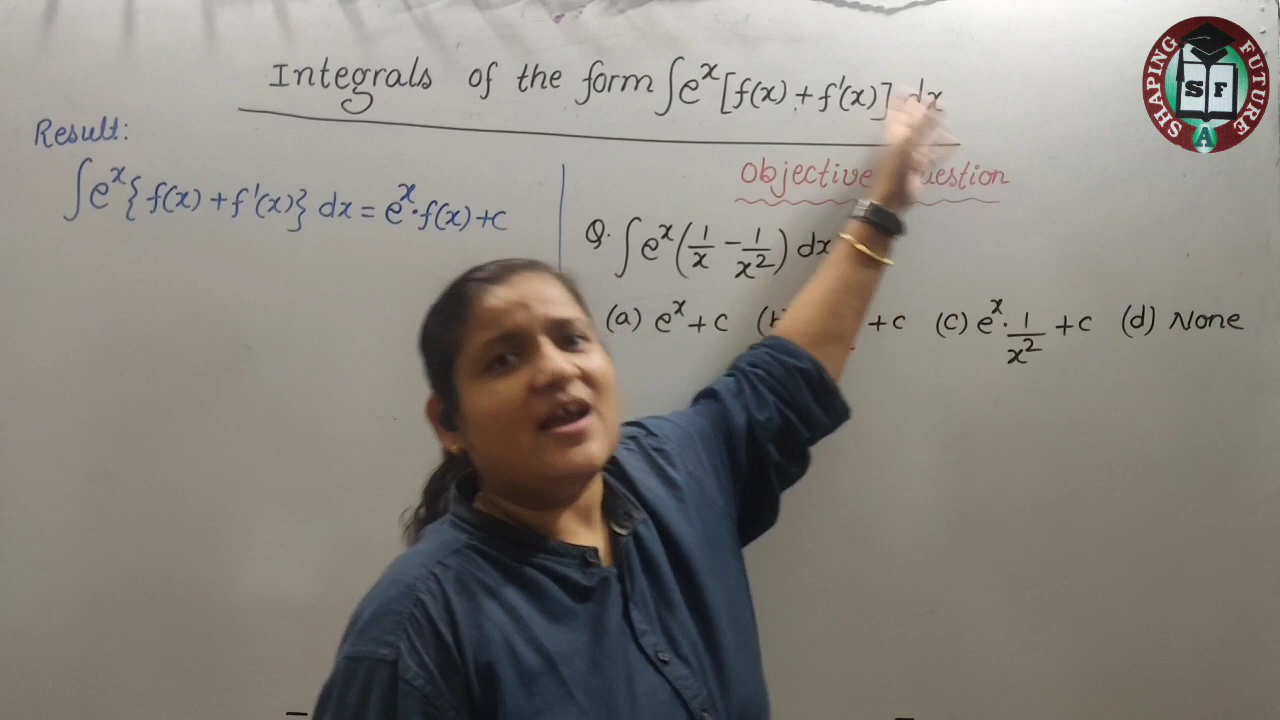 Integrals of the form ∫eˣ[f(x) + f'(x)] dx
SHAPING FUTURE
S F
A
Result:
∫eˣ{f(x) + f'(x)} dx = eˣ·f(x)+c
Objective
Q. ∫eˣ(1/x − 1/x²) dx
(a) eˣ + c + c (c) eˣ· 1/x² + c (d) None